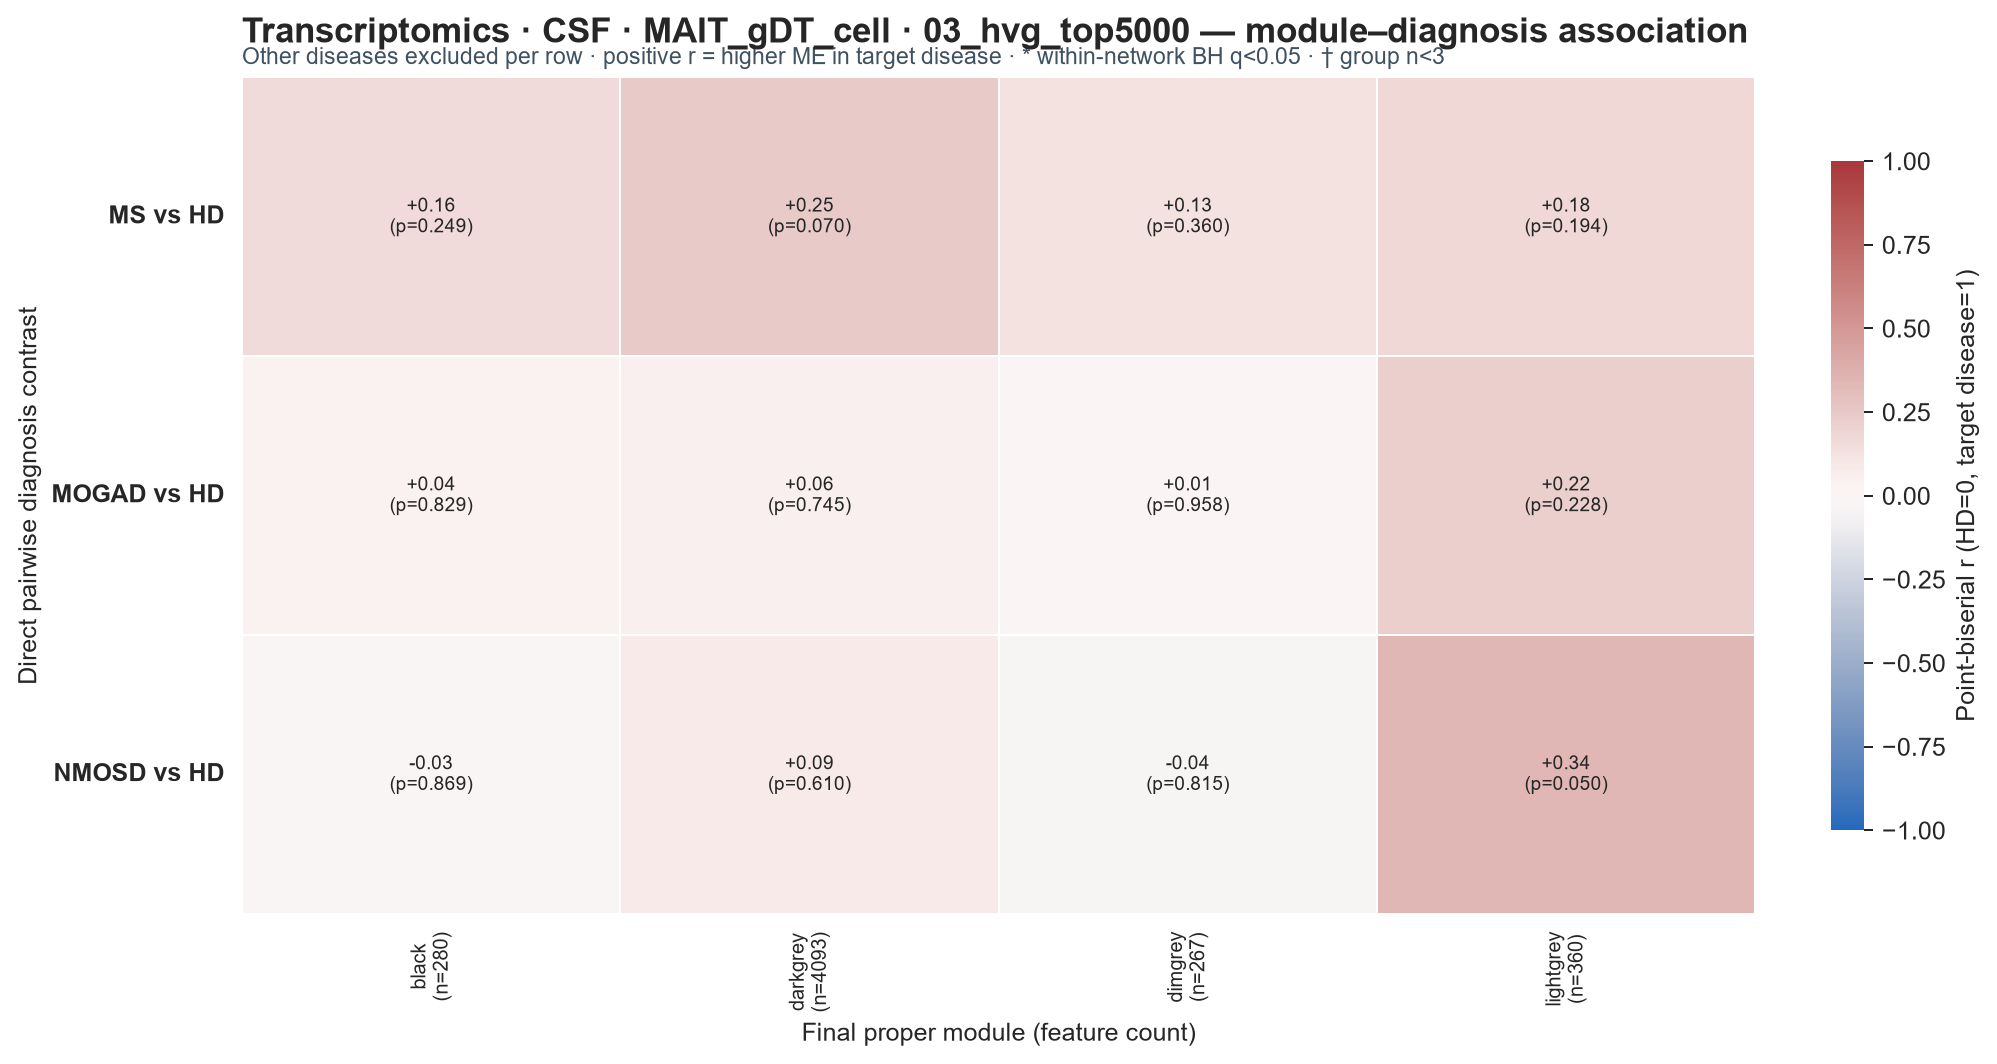 Transcriptomics · CSF · MAIT_gDT_cell · 03_hvg_top5000 — module–diagnosis association
Other diseases excluded per row · positive r = higher ME in target disease · * within-network BH q<0.05 · † group n<3
Direct pairwise diagnosis contrast
MS vs HD
+0.16
(p=0.249)
+0.25
(p=0.070)
+0.13
(p=0.360)
+0.18
(p=0.194)
MOGAD vs HD
+0.04
(p=0.829)
+0.06
(p=0.745)
+0.01
(p=0.958)
+0.22
(p=0.228)
NMOSD vs HD
-0.03
(p=0.869)
+0.09
(p=0.610)
-0.04
(p=0.815)
+0.34
(p=0.050)
black
(n=280)
darkgrey
(n=4093)
dimgrey
(n=267)
lightgrey
(n=360)
Final proper module (feature count)
1.00
0.75
0.50
0.25
0.00
−0.25
−0.50
−0.75
−1.00
Point-biserial r (HD=0, target disease=1)